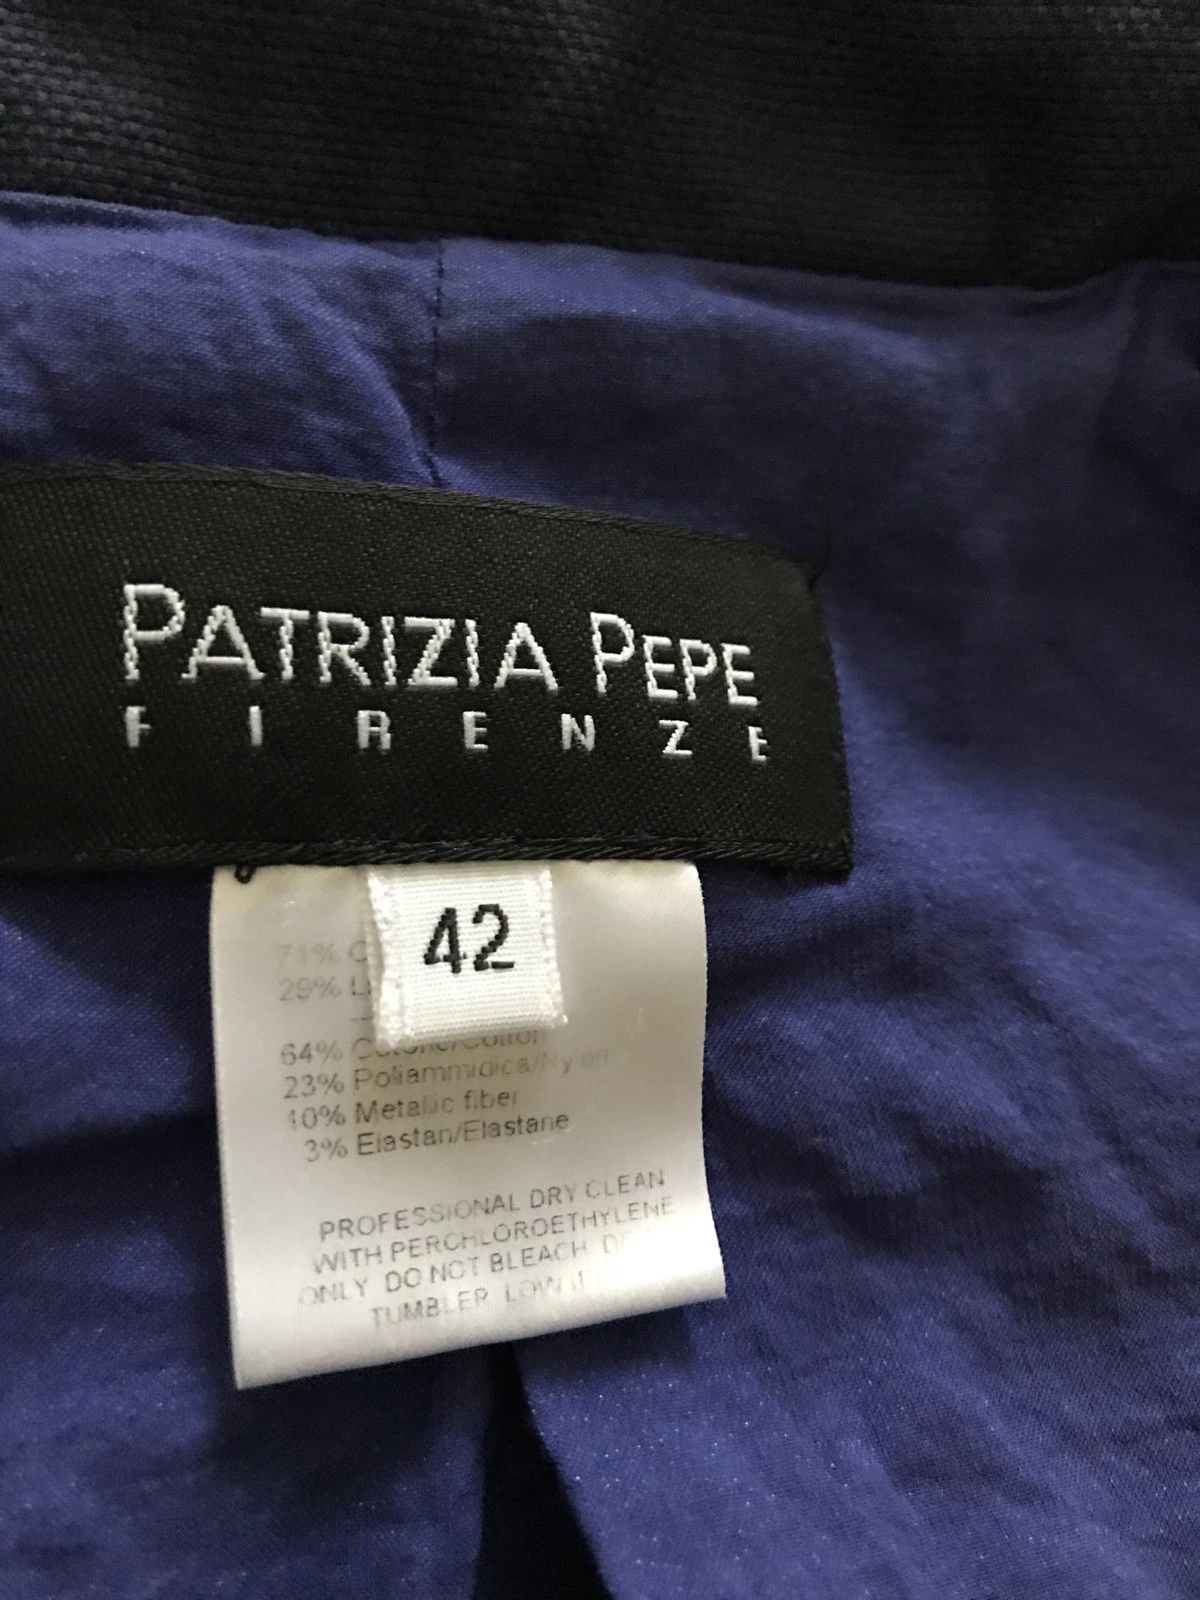 PATRIZIA PEPE
FIRENZE
42
71%
29%
64% Cotone/Cotton
23% Poliammidica/Nylon
10% Metallic fiber
3% Elastan/Elastane
PROFESSIONAL DRY CLEAN
WITH PERCHLOROETHYLENE
ONLY DO NOT BLEACH
TUMBLER LOW